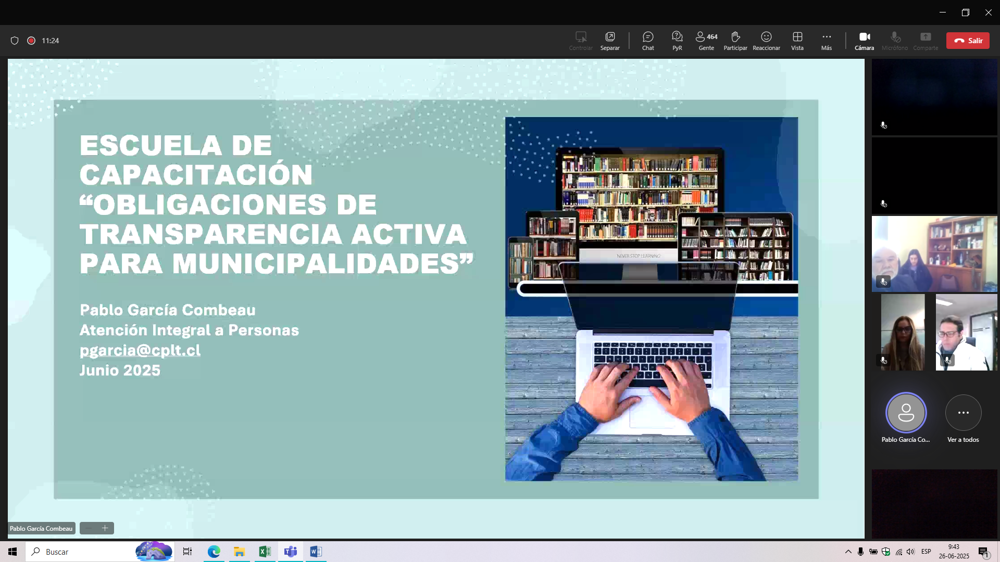 11:24
Controlar
Separar
Chat
PyR
464
Gente
Participar
Reaccionar
Vista
Más
Cámara
Micrófono
Comparte
Salir
ESCUELA DE
CAPACITACIÓN
“OBLIGACIONES DE
TRANSPARENCIA ACTIVA
PARA MUNICIPALIDADES”
Pablo García Combeau
Atención Integral a Personas
pgarcia@cplt.cl
Junio 2025
NEVER STOP LEARNING
Pablo García Co...
Ver a todos
Pablo García Combeau
Buscar
ESP
9:43
26-06-2025
1